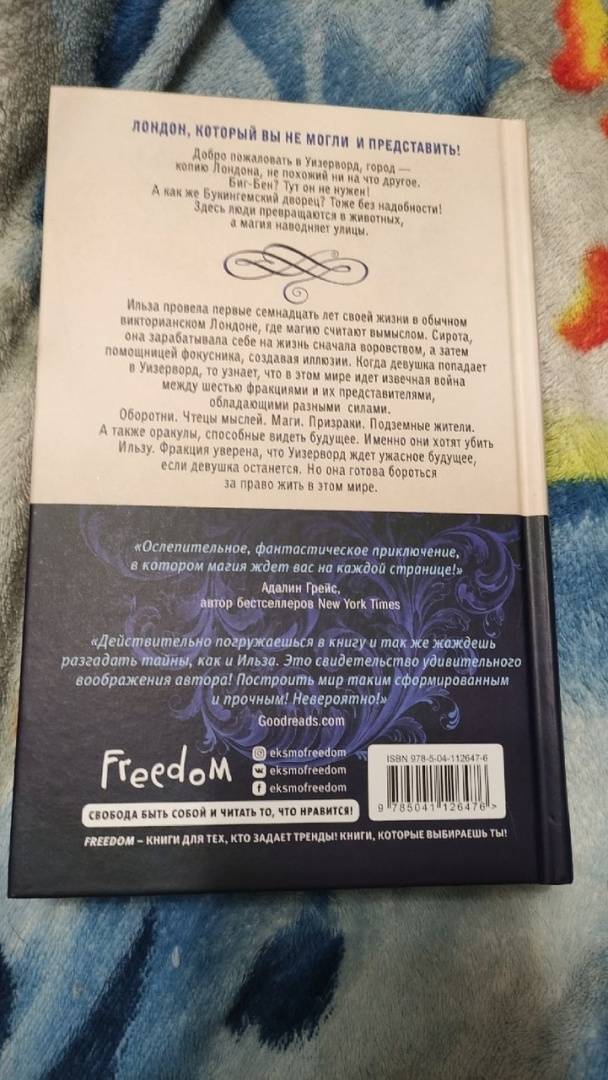 ЛОНДОН, КОТОРЫЙ ВЫ НЕ МОГЛИ И ПРЕДСТАВИТЬ!
Добро пожаловать в Уизерворд, город —
копию Лондона, не похожий ни на что другое.
Биг-Бен? Тут он не нужен!
А как же Букингемский дворец? Тоже без надобности!
Здесь люди превращаются в животных,
а магия наводняет улицы.
Ильза провела первые семнадцать лет своей жизни в обычном
викторианском Лондоне, где магию считают вымыслом. Сирота,
она зарабатывала себе на жизнь сначала воровством, а затем
помощницей фокусника, создавая иллюзии. Когда девушка попадает
в Уизерворд, то узнает, что в этом мире идет извечная война
между шестью фракциями и их представителями,
обладающими разными силами.
Оборотни. Чтецы мыслей. Маги. Призраки. Подземные жители.
А также оракулы, способные видеть будущее. Именно они хотят убить
Ильзу. Фракция уверена, что Уизерворд ждет ужасное будущее,
если девушка останется. Но она готова бороться
за право жить в этом мире.
«Ослепительное, фантастическое приключение,
в котором магия ждет вас на каждой странице!»
Адалин Грейс,
автор бестселлеров New York Times
«Действительно погружаешься в книгу и так же жаждешь
разгадать тайны, как и Ильза. Это свидетельство удивительного
воображения автора! Построить мир таким сформированным
и прочным! Невероятно!»
Goodreads.com
Freedom
eksmofreedom
eksmofreedom
eksmofreedom
ISBN 978-5-04-112647-6
9 785041 126476 >
СВОБОДА БЫТЬ СОБОЙ И ЧИТАТЬ ТО, ЧТО НРАВИТСЯ!
FREEDOM – КНИГИ ДЛЯ ТЕХ, КТО ЗАДАЕТ ТРЕНДЫ! КНИГИ, КОТОРЫЕ ВЫБИРАЕШЬ ТЫ!